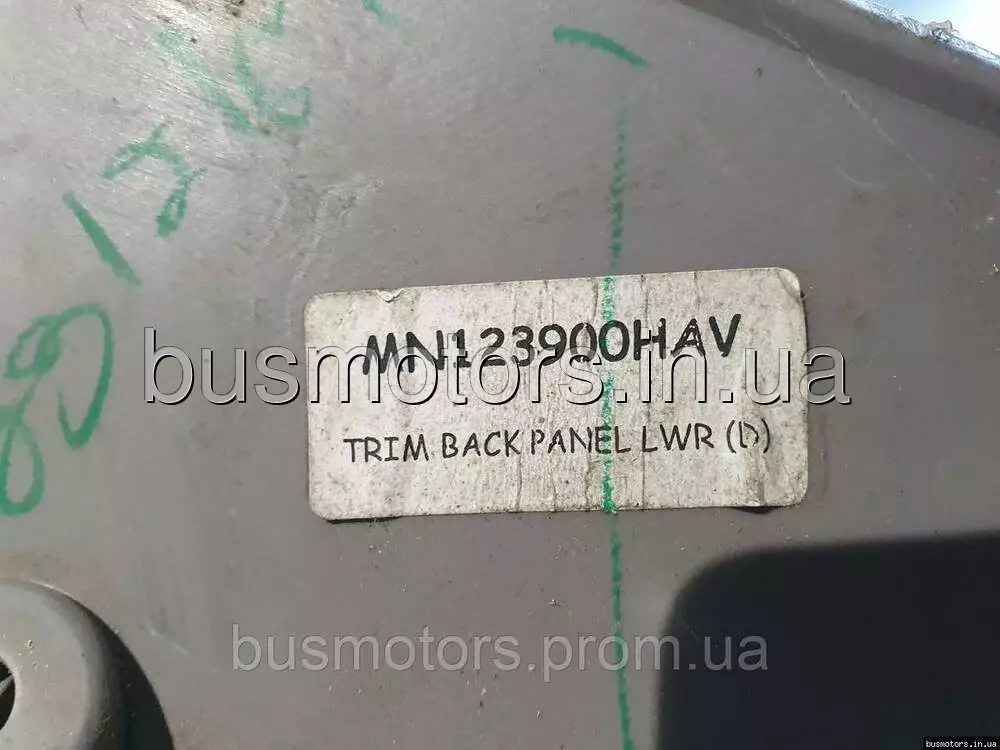 MN123900HAV
busmotors.in.ua
TRIM BACK PANEL LWR (D)
busmotors.prom.ua
busmotors.in.ua